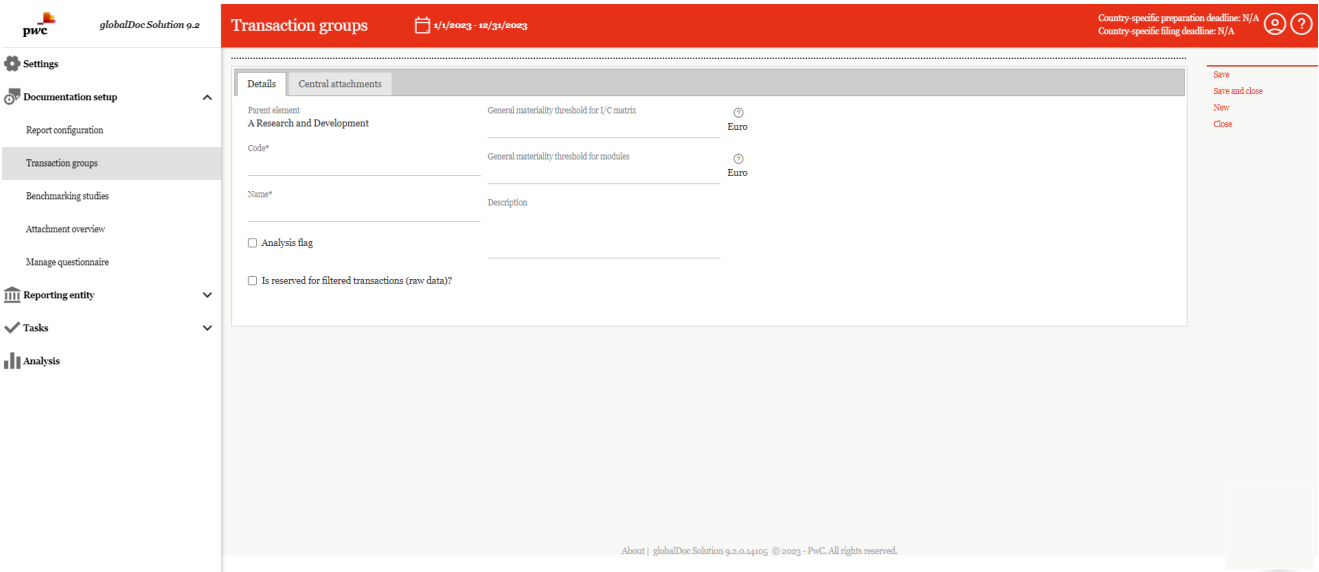 pwc
globalDoc Solution 9.2
Transaction groups
1/1/2023 - 12/31/2023
Country-specific preparation deadline: N/A
Country-specific filing deadline: N/A
?
Settings
Documentation setup
Report configuration
Transaction groups
Benchmarking studies
Attachment overview
Manage questionnaire
Reporting entity
Tasks
Analysis
Details
Central attachments
Parent element
A Research and Development
Code*
Name*
Analysis flag
Is reserved for filtered transactions (raw data)?
General materiality threshold for I/C matrix
?
Euro
General materiality threshold for modules
?
Euro
Description
Save
Save and close
New
Close
About | globalDoc Solution 9.2.0.14105 © 2023 - PwC. All rights reserved.